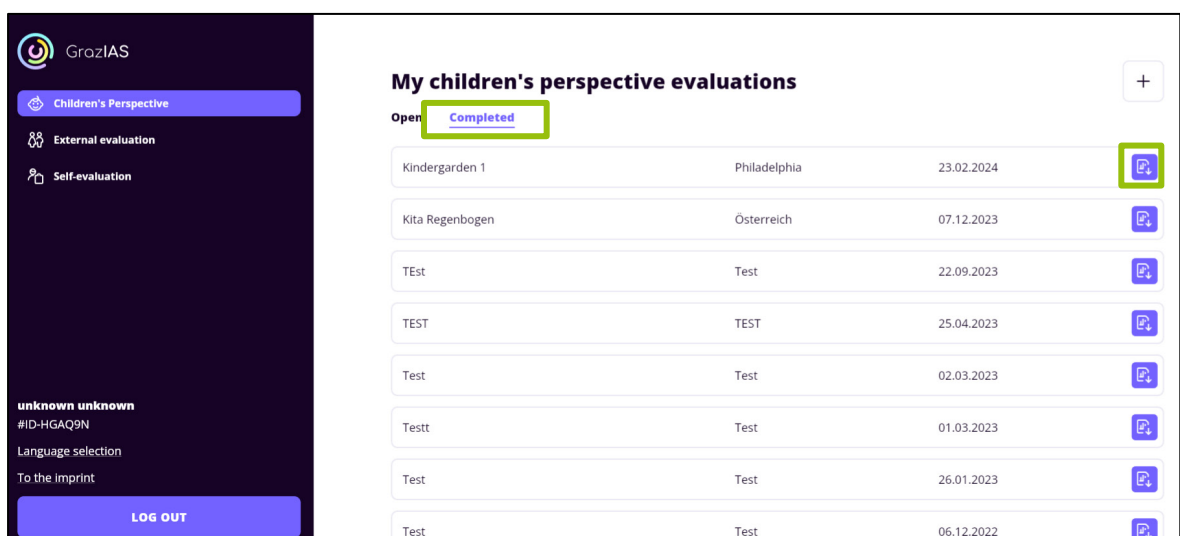 GrazIAS
Children's Perspective
External evaluation
Self-evaluation
unknown unknown
#ID-HGAQ9N
Language selection
To the imprint
LOG OUT
My children's perspective evaluations
+
Open Completed
Kindergarden 1 Philadelphia 23.02.2024
Kita Regenbogen Österreich 07.12.2023
TEst Test 22.09.2023
TEST TEST 25.04.2023
Test Test 02.03.2023
Testt Test 01.03.2023
Test Test 26.01.2023
Test Test 06.12.2022